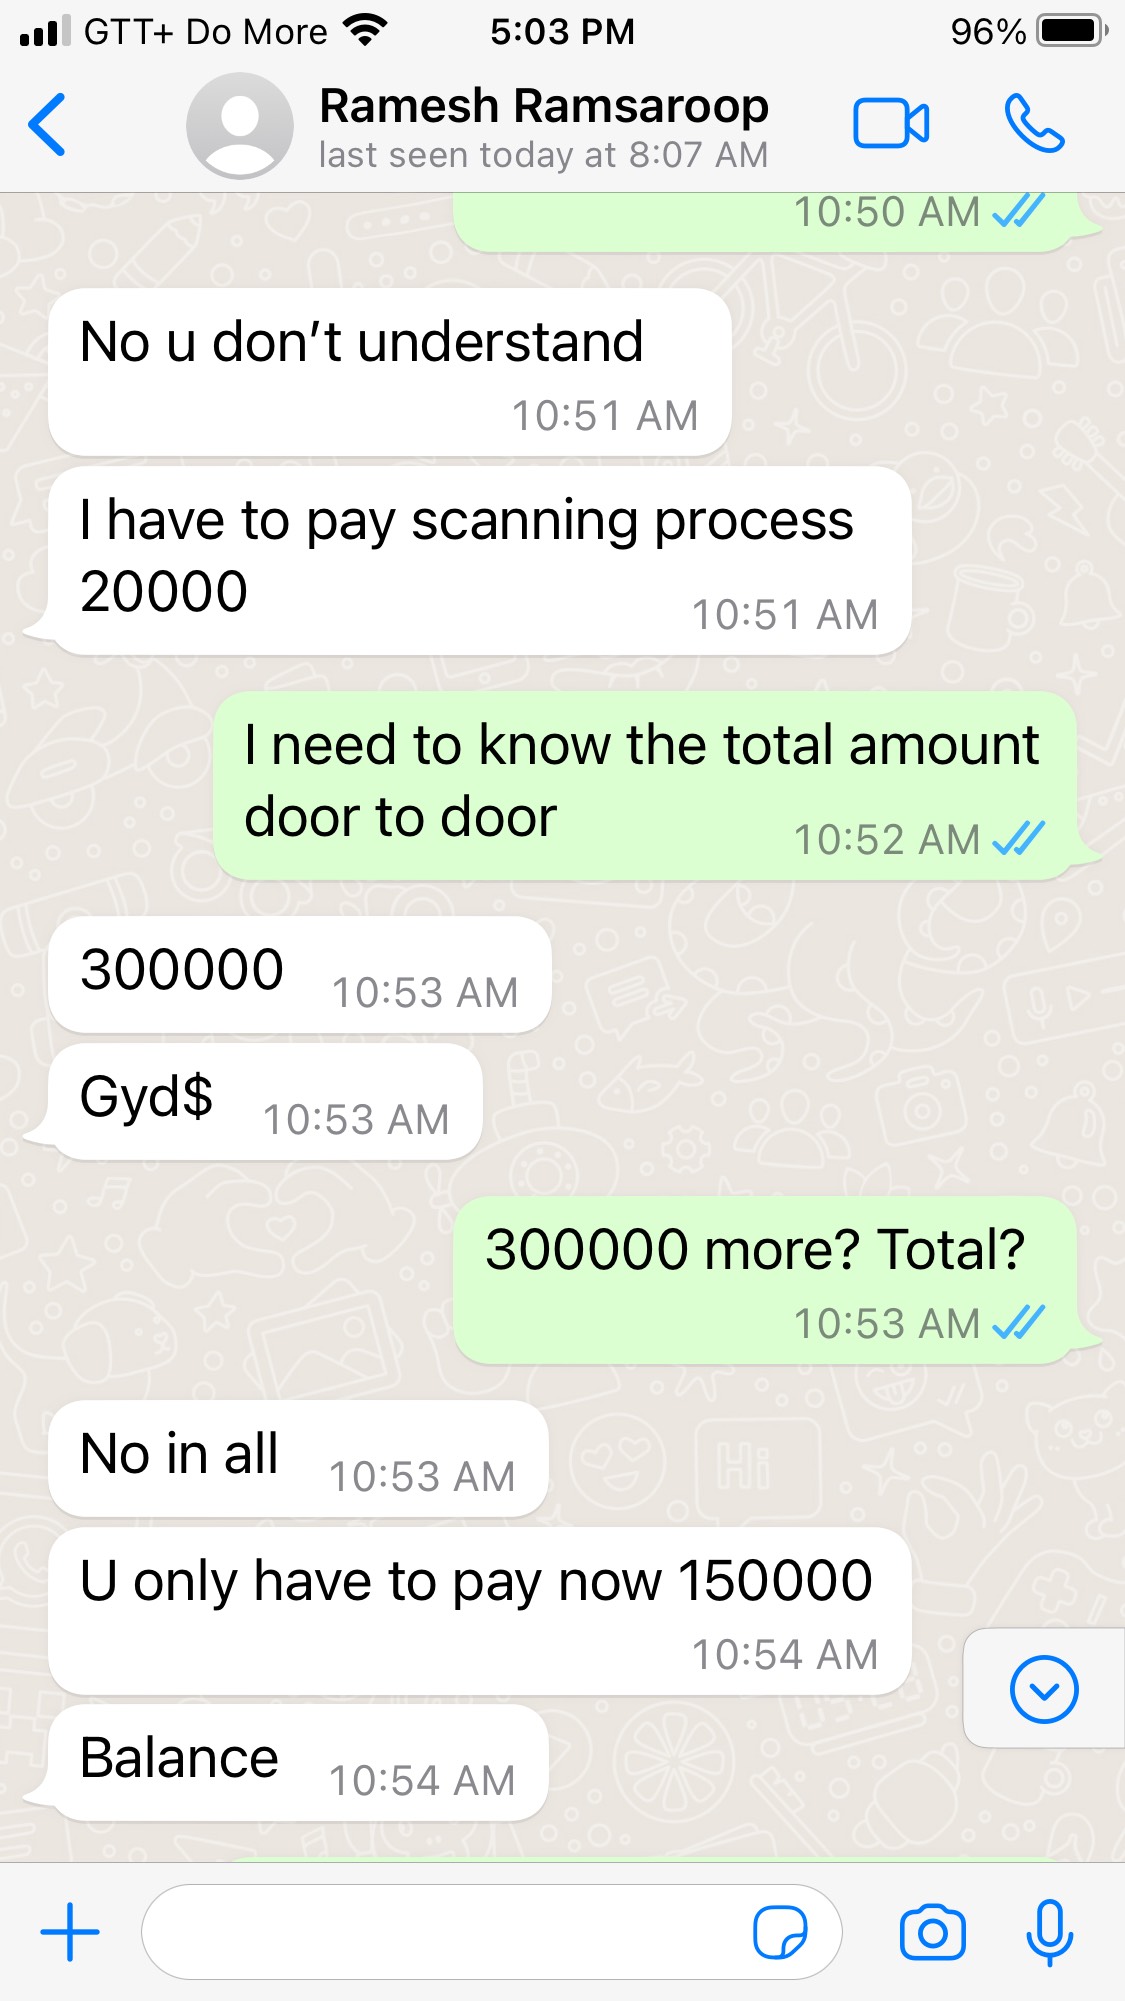 GTT+ Do More 5:03 PM 96%
Ramesh Ramsaroop
last seen today at 8:07 AM
10:50 AM
No u don’t understand
10:51 AM
I have to pay scanning process
20000
10:51 AM
I need to know the total amount
door to door
10:52 AM
300000 10:53 AM
Gyd$ 10:53 AM
300000 more? Total?
10:53 AM
No in all 10:53 AM
U only have to pay now 150000
10:54 AM
Balance 10:54 AM